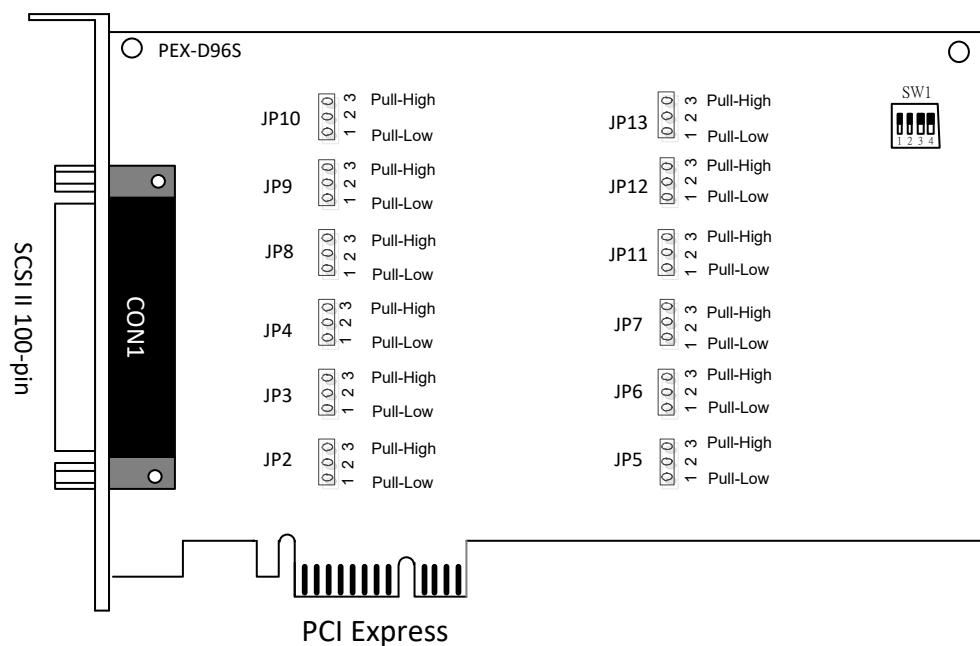 PEX-D96S
SW1
1 2 3 4
JP10
3 Pull-High
2
1 Pull-Low
JP13
3 Pull-High
2
1 Pull-Low
JP9
3 Pull-High
2
1 Pull-Low
JP12
3 Pull-High
2
1 Pull-Low
JP8
3 Pull-High
2
1 Pull-Low
JP11
3 Pull-High
2
1 Pull-Low
JP4
3 Pull-High
2
1 Pull-Low
JP7
3 Pull-High
2
1 Pull-Low
JP3
3 Pull-High
2
1 Pull-Low
JP6
3 Pull-High
2
1 Pull-Low
JP2
3 Pull-High
2
1 Pull-Low
JP5
3 Pull-High
2
1 Pull-Low
SCSI II 100-pin
CON1
PCI Express